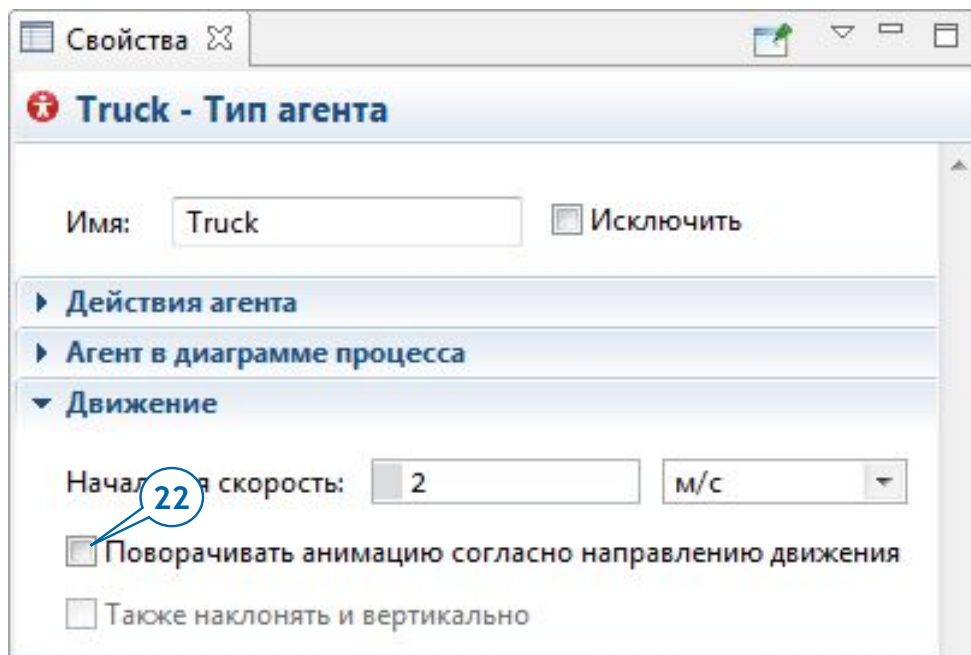 Свойства
Truck - Тип агента
Имя: Truck Исключить
Действия агента
Агент в диаграмме процесса
Движение
скорость: 2 м/с
22
Поворачивать анимацию согласно направлению движения
Также наклонять и вертикально